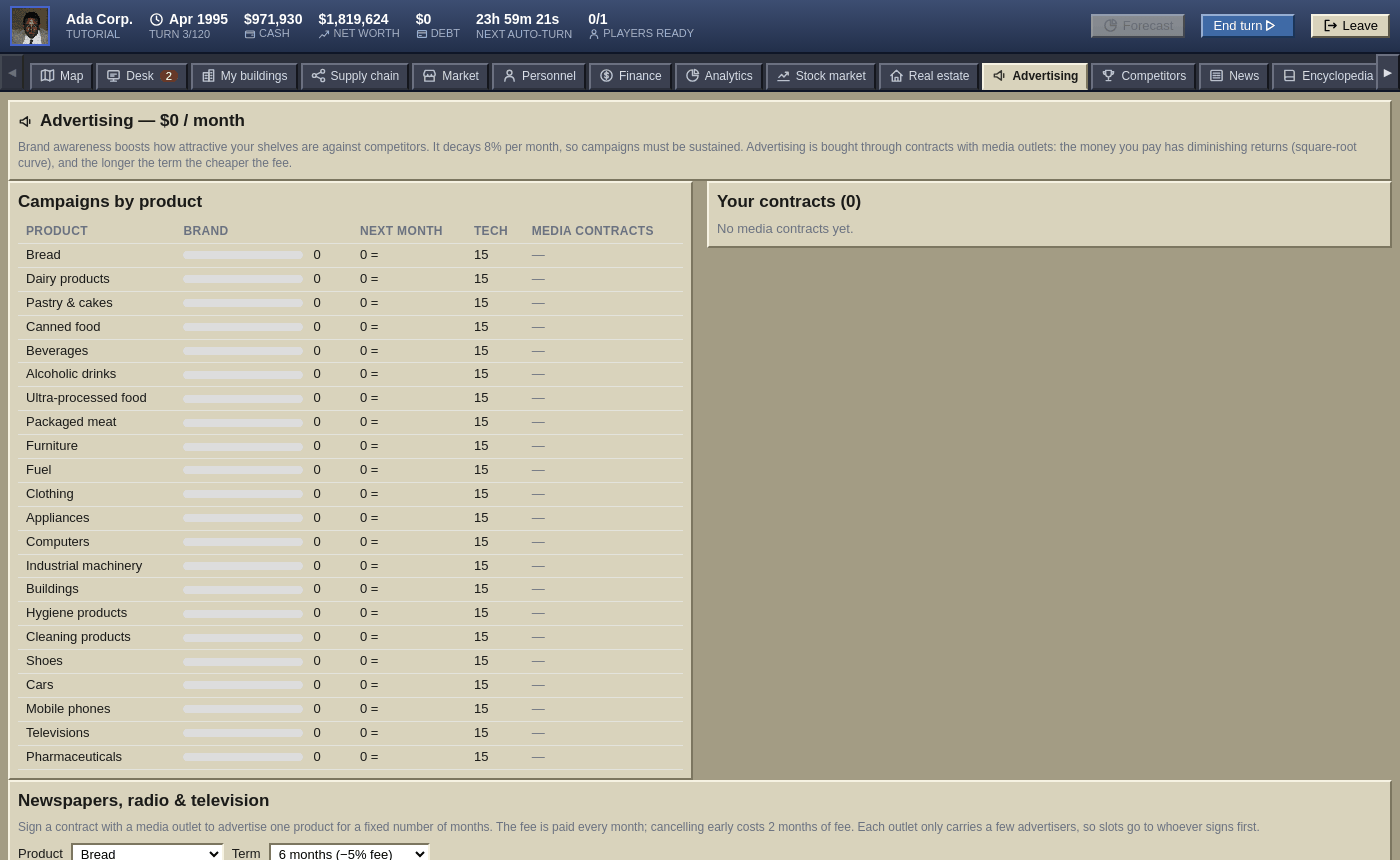 Ada Corp.
TUTORIAL
Apr 1995
TURN 3/120
$971,930
CASH
$1,819,624
NET WORTH
$0
DEBT
23h 59m 21s
NEXT AUTO-TURN
0/1
PLAYERS READY
Forecast
End turn
Leave
Map
Desk 2
My buildings
Supply chain
Market
Personnel
Finance
Analytics
Stock market
Real estate
Advertising
Competitors
News
Encyclopedia
Advertising — $0 / month
Brand awareness boosts how attractive your shelves are against competitors. It decays 8% per month, so campaigns must be sustained. Advertising is bought through contracts with media outlets: the money you pay has diminishing returns (square-root
curve), and the longer the term the cheaper the fee.
Campaigns by product
PRODUCT BRAND NEXT MONTH TECH MEDIA CONTRACTS
Bread 0 0 = 15 —
Dairy products 0 0 = 15 —
Pastry & cakes 0 0 = 15 —
Canned food 0 0 = 15 —
Beverages 0 0 = 15 —
Alcoholic drinks 0 0 = 15 —
Ultra-processed food 0 0 = 15 —
Packaged meat 0 0 = 15 —
Furniture 0 0 = 15 —
Fuel 0 0 = 15 —
Clothing 0 0 = 15 —
Appliances 0 0 = 15 —
Computers 0 0 = 15 —
Industrial machinery 0 0 = 15 —
Buildings 0 0 = 15 —
Hygiene products 0 0 = 15 —
Cleaning products 0 0 = 15 —
Shoes 0 0 = 15 —
Cars 0 0 = 15 —
Mobile phones 0 0 = 15 —
Televisions 0 0 = 15 —
Pharmaceuticals 0 0 = 15 —
Your contracts (0)
No media contracts yet.
Newspapers, radio & television
Sign a contract with a media outlet to advertise one product for a fixed number of months. The fee is paid every month; cancelling early costs 2 months of fee. Each outlet only carries a few advertisers, so slots go to whoever signs first.
Product Bread Term 6 months (−5% fee)